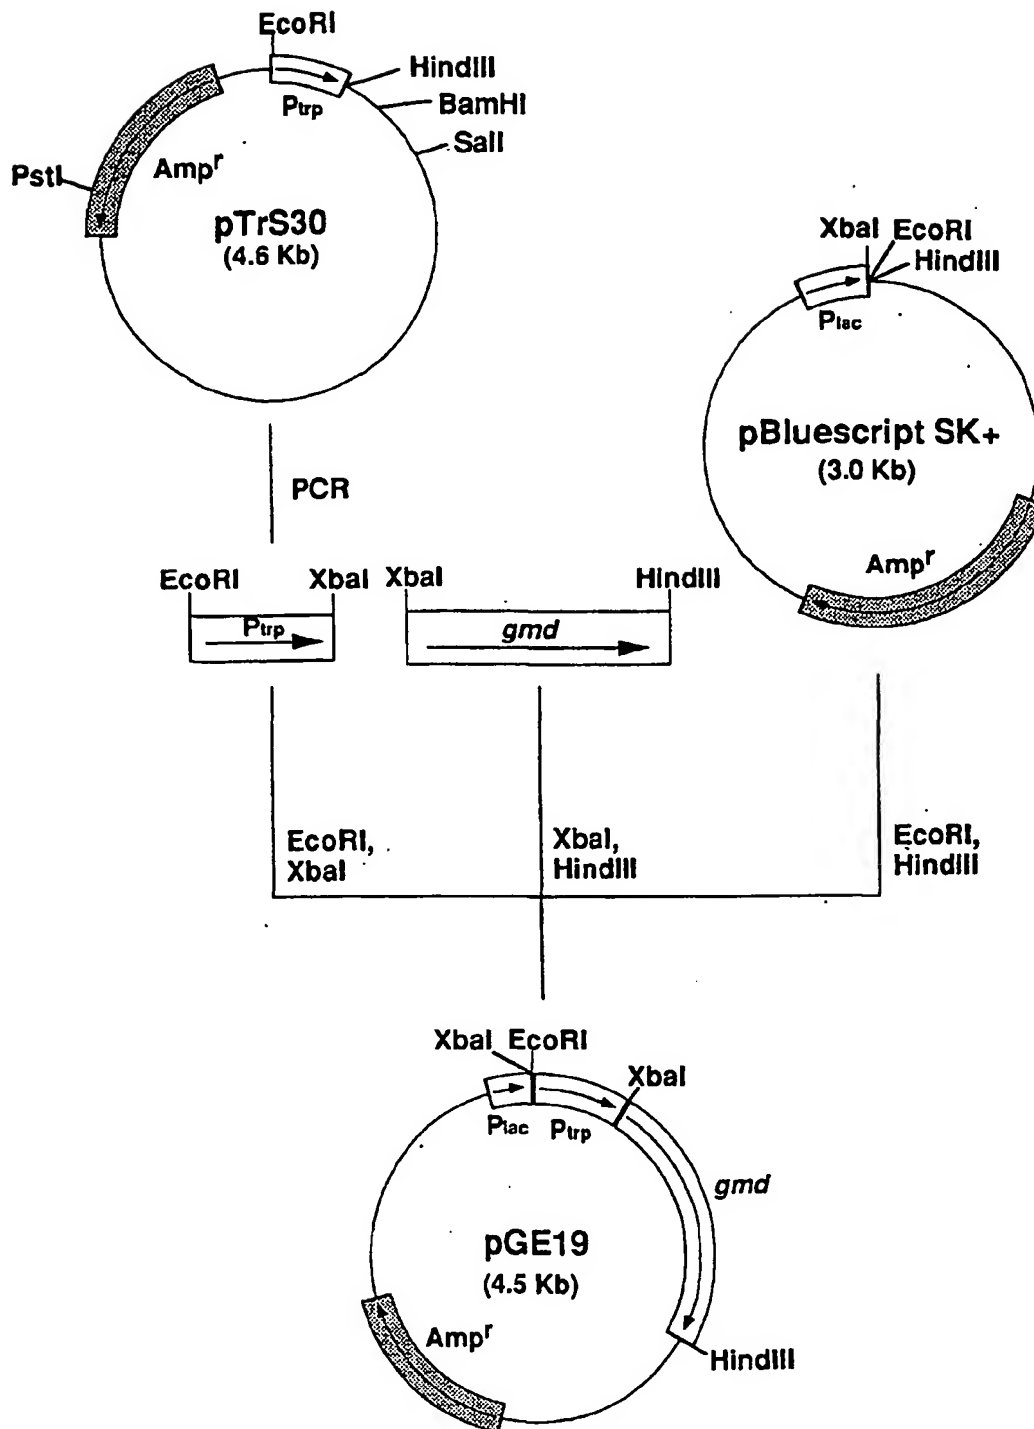 EcoRI
HindIII
Ptrp
BamHI
SalI
PstI
Ampr
pTrS30
(4.6 Kb)
XbaI EcoRI
HindIII
Plac
pBluescript SK+
(3.0 Kb)
Ampr
PCR
EcoRI XbaI XbaI HindIII
Ptrp
gmd
EcoRI,
XbaI
XbaI,
HindIII
EcoRI,
HindIII
XbaI EcoRI
XbaI
Plac Ptrp
gmd
pGE19
(4.5 Kb)
Ampr
HindIII